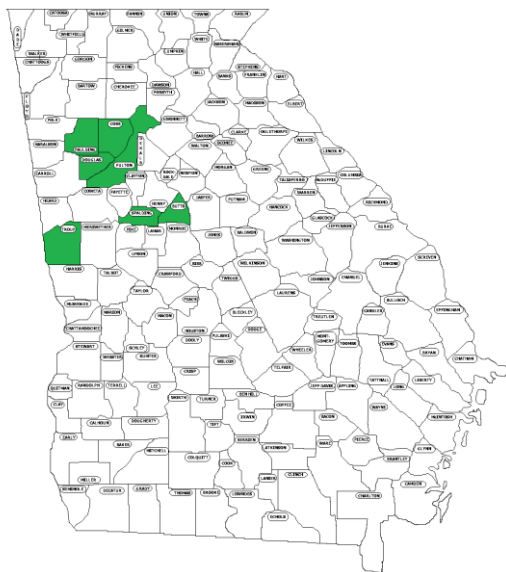 CATOOSA MURRAY FANNIN UNION TOWNS RABUN
DADE WHITFIELD GILMER WHITE HABERSHAM
WALKER LUMPKIN STEPHENS
CHATTOOGA GORDON PICKENS HALL BANKS FRANKLIN HART
FLOYD BARTOW CHEROKEE DAWSON
FORSYTH JACKSON MADISON ELBERT
POLK COBB GWINNETT
HARALSON PAULDING DEKALB BARROW CLARKE OGLETHORPE WILKES
DOUGLAS FULTON WALTON OCONEE LINCOLN
CARROLL CLAYTON NEWTON MORGAN GREENE COLUMBIA
COWETA FAYETTE TALIAFERRO
HEARD HENRY JASPER PUTNAM HANCOCK WARREN RICHMOND
SPALDING BUTTS GLASCOCK
TROUP MERIWETHER PIKE LAMAR MONROE JONES BALDWIN JEFFERSON BURKE
HARRIS UPSON WASHINGTON SCREVEN
TALBOT CRAWFORD BIBB WILKINSON JENKINS
TWIGGS JOHNSON EMANUEL
TAYLOR PEACH LAURENS
MACON BLECKLEY TREUTLEN CANDLER BULLOCH EFFINGHAM
CHATTAHOOCHEE MARION HOUSTON PULASKI DODGE
STEWART SCHLEY DOOLY WHEELER TOOMBS EVANS BRYAN CHATHAM
WEBSTER SUMTER WILCOX TELFAIR
QUITMAN RANDOLPH TERRELL LEE CRISP JEFF DAVIS APPLING TATTNALL LONG LIBERTY
CLAY WORTH TURNER BEN HILL COFFEE WAYNE
CALHOUN DOUGHERTY IRWIN BACON MCINTOSH
EARLY BAKER TIFT WARE PIERCE
MITCHELL BERRIEN ATKINSON GLYNN
COLQUITT COOK BRANTLEY
MILLER LANIER CLINCH CAMDEN
SEMINOLE DECATUR GRADY THOMAS BROOKS LOWNDES CHARLTON
ECHOLS